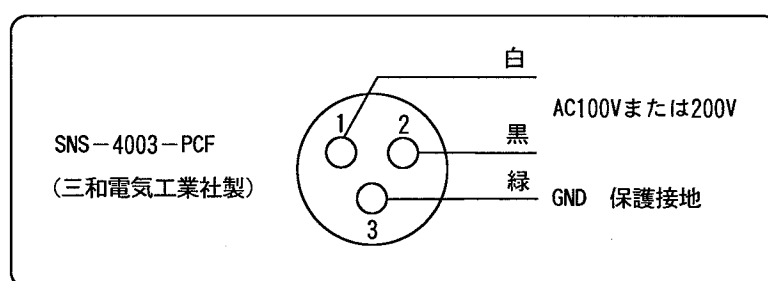 白
AC100Vまたは200V
1 2
SNS-4003-PCF
黒
(三和電気工業社製)
緑
GND 保護接地
3